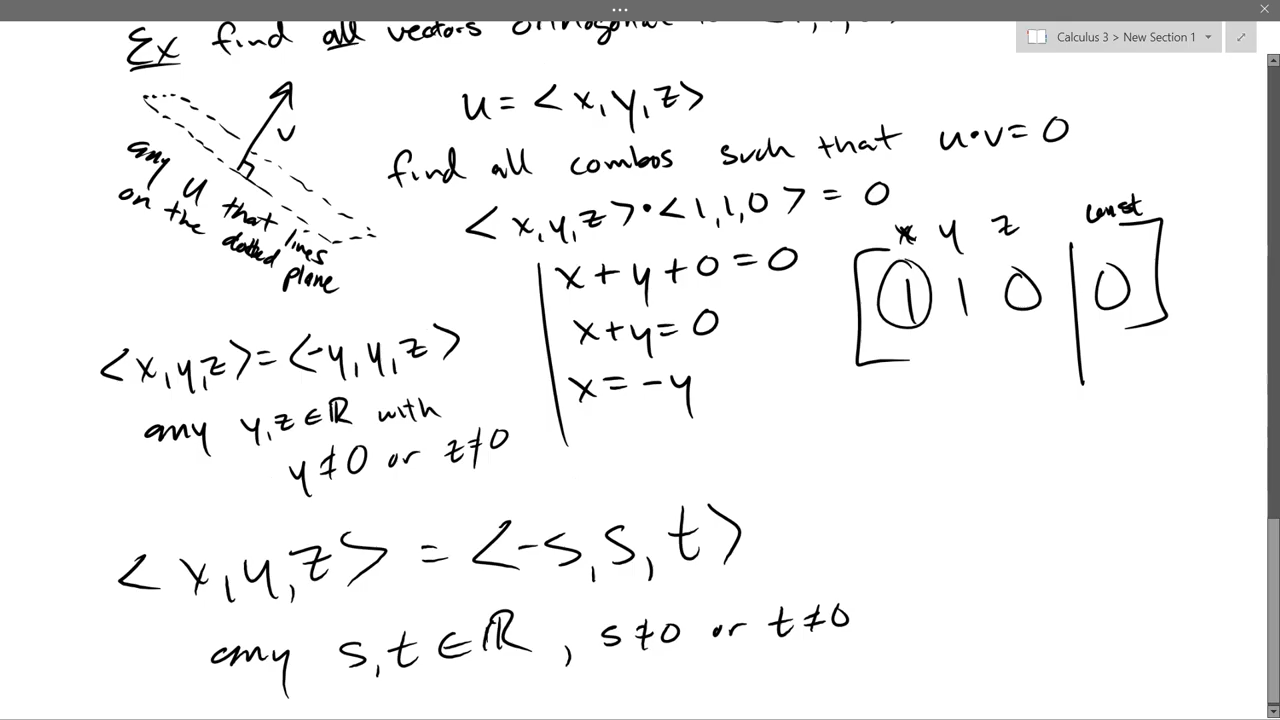 Calculus 3 > New Section 1
Ex find all vectors orthogonal
v
any u that lines
on the dotted
plane
u = <x,y,z>
find all combos such that u•v=0
<x,y,z>•<1,1,0> = 0
x+y+0=0
x+y=0
x=-y
x y z const
[1 1 0 | 0]
<x,y,z>=<-y,y,z>
any y,z∈ℝ with
y≠0 or z≠0
<x,y,z> = <-s,s,t>
any s,t∈ℝ, s≠0 or t≠0